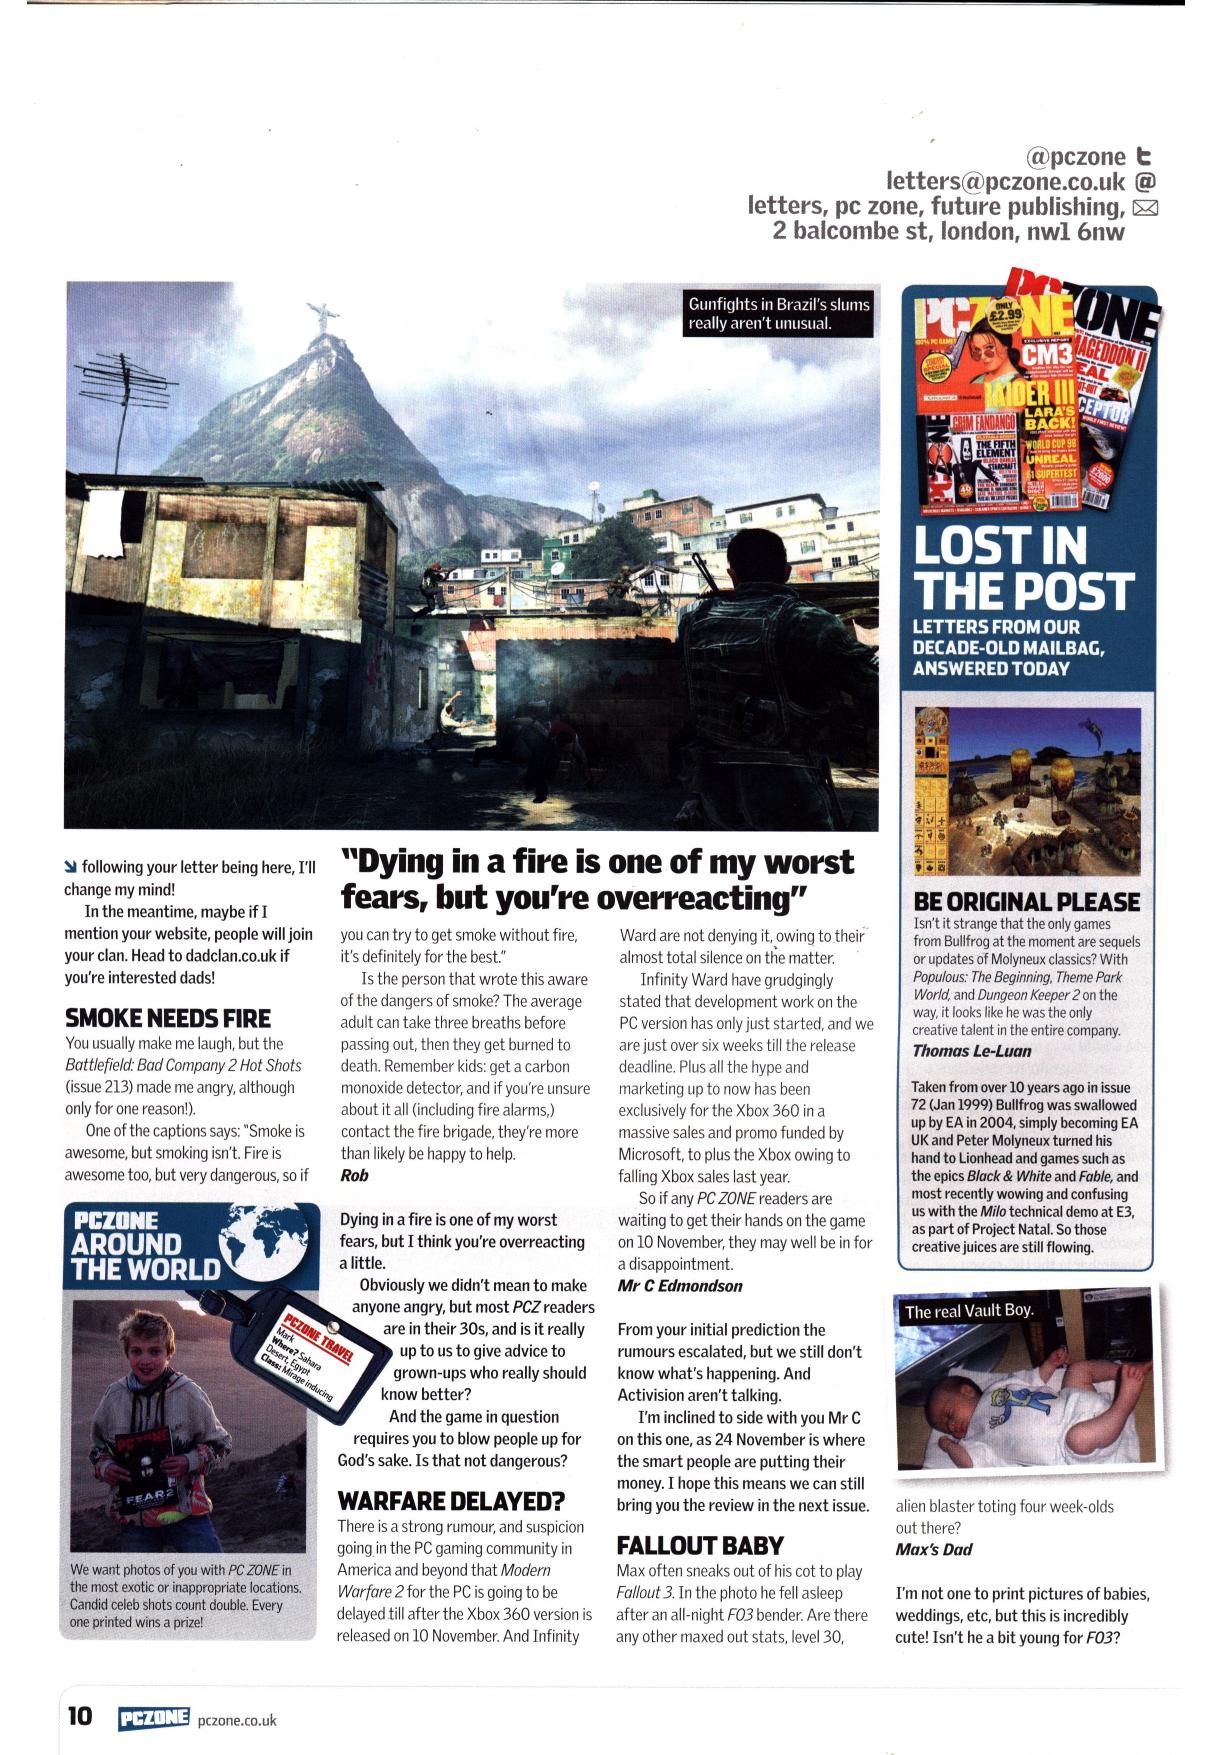 @pczone
letters@pczone.co.uk @
letters, pc zone, future publishing,
2 balcombe st, london, nw1 6nw
Gunfights in Brazil's slums
really aren't unusual.
following your letter being here, I'll
change my mind!
In the meantime, maybe if I
mention your website, people will join
your clan. Head to dadclan.co.uk if
you're interested dads!
SMOKE NEEDS FIRE
You usually make me laugh, but the
Battlefield: Bad Company 2 Hot Shots
(issue 213) made me angry, although
only for one reason!).
One of the captions says: "Smoke is
awesome, but smoking isn't. Fire is
awesome too, but very dangerous, so if
"Dying in a fire is one of my worst
fears, but you're overreacting"
you can try to get smoke without fire,
it's definitely for the best."
Is the person that wrote this aware
of the dangers of smoke? The average
adult can take three breaths before
passing out, then they get burned to
death. Remember kids: get a carbon
monoxide detector, and if you're unsure
about it all (including fire alarms,)
contact the fire brigade, they're more
than likely be happy to help.
Rob
Dying in a fire is one of my worst
fears, but I think you're overreacting
a little.
Obviously we didn't mean to make
anyone angry, but most PCZ readers
are in their 30s, and is it really
up to us to give advice to
grown-ups who really should
know better?
And the game in question
requires you to blow people up for
God's sake. Is that not dangerous?
WARFARE DELAYED?
There is a strong rumour, and suspicion
going in the PC gaming community in
America and beyond that Modern
Warfare 2 for the PC is going to be
delayed till after the Xbox 360 version is
released on 10 November. And Infinity
Ward are not denying it, owing to their
almost total silence on the matter.
Infinity Ward have grudgingly
stated that development work on the
PC version has only just started, and we
are just over six weeks till the release
deadline. Plus all the hype and
marketing up to now has been
exclusively for the Xbox 360 in a
massive sales and promo funded by
Microsoft, to plus the Xbox owing to
falling Xbox sales last year.
So if any PC ZONE readers are
waiting to get their hands on the game
on 10 November, they may well be in for
a disappointment.
Mr C Edmondson
From your initial prediction the
rumours escalated, but we still don't
know what's happening. And
Activision aren't talking.
I'm inclined to side with you Mr C
on this one, as 24 November is where
the smart people are putting their
money. I hope this means we can still
bring you the review in the next issue.
FALLOUT BABY
Max often sneaks out of his cot to play
Fallout 3. In the photo he fell asleep
after an all-night FO3 bender. Are there
any other maxed out stats, level 30,
alien blaster toting four week-olds
out there?
Max's Dad
I'm not one to print pictures of babies,
weddings, etc, but this is incredibly
cute! Isn't he a bit young for FO3?
The real Vault Boy.
PCZONE
AROUND
THE WORLD
PCZONE TRAVEL
Mark
Where? Sahara
Desert, Egypt
Class: Mirage inducing
PCZONE
FEAR 2
We want photos of you with PC ZONE in
the most exotic or inappropriate locations.
Candid celeb shots count double. Every
one printed wins a prize!
PCZONE
ONLY
£2.99
EXCLUSIVE REPORT
CM3
RAIDER III
LARA'S
BACK!
GRIM FANDANGO
THE FIFTH
ELEMENT
STARCRAFT
WORLD CUP 98
UNREAL
SUPERTEST
LOST IN
THE POST
LETTERS FROM OUR
DECADE-OLD MAILBAG,
ANSWERED TODAY
BE ORIGINAL PLEASE
Isn't it strange that the only games
from Bullfrog at the moment are sequels
or updates of Molyneux classics? With
Populous: The Beginning, Theme Park
World, and Dungeon Keeper 2 on the
way, it looks like he was the only
creative talent in the entire company.
Thomas Le-Luan
Taken from over 10 years ago in issue
72 (Jan 1999) Bullfrog was swallowed
up by EA in 2004, simply becoming EA
UK and Peter Molyneux turned his
hand to Lionhead and games such as
the epics Black & White and Fable, and
most recently wowing and confusing
us with the Milo technical demo at E3,
as part of Project Natal. So those
creative juices are still flowing.
10 PCZONE pczone.co.uk